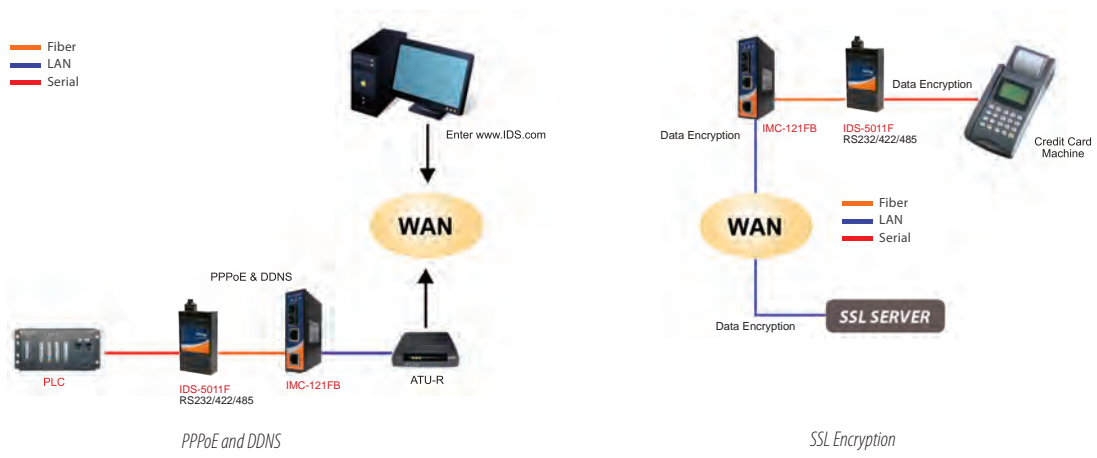 Fiber
LAN
Serial
Enter www.IDS.com
WAN
PPPoE & DDNS
PLC
IDS-5011F
RS232/422/485
IMC-121FB
ATU-R
PPPoE and DDNS
Data Encryption
Data Encryption
IMC-121FB
IDS-5011F
RS232/422/485
Credit Card
Machine
WAN
Fiber
LAN
Serial
SSL SERVER
Data Encryption
SSL Encryption